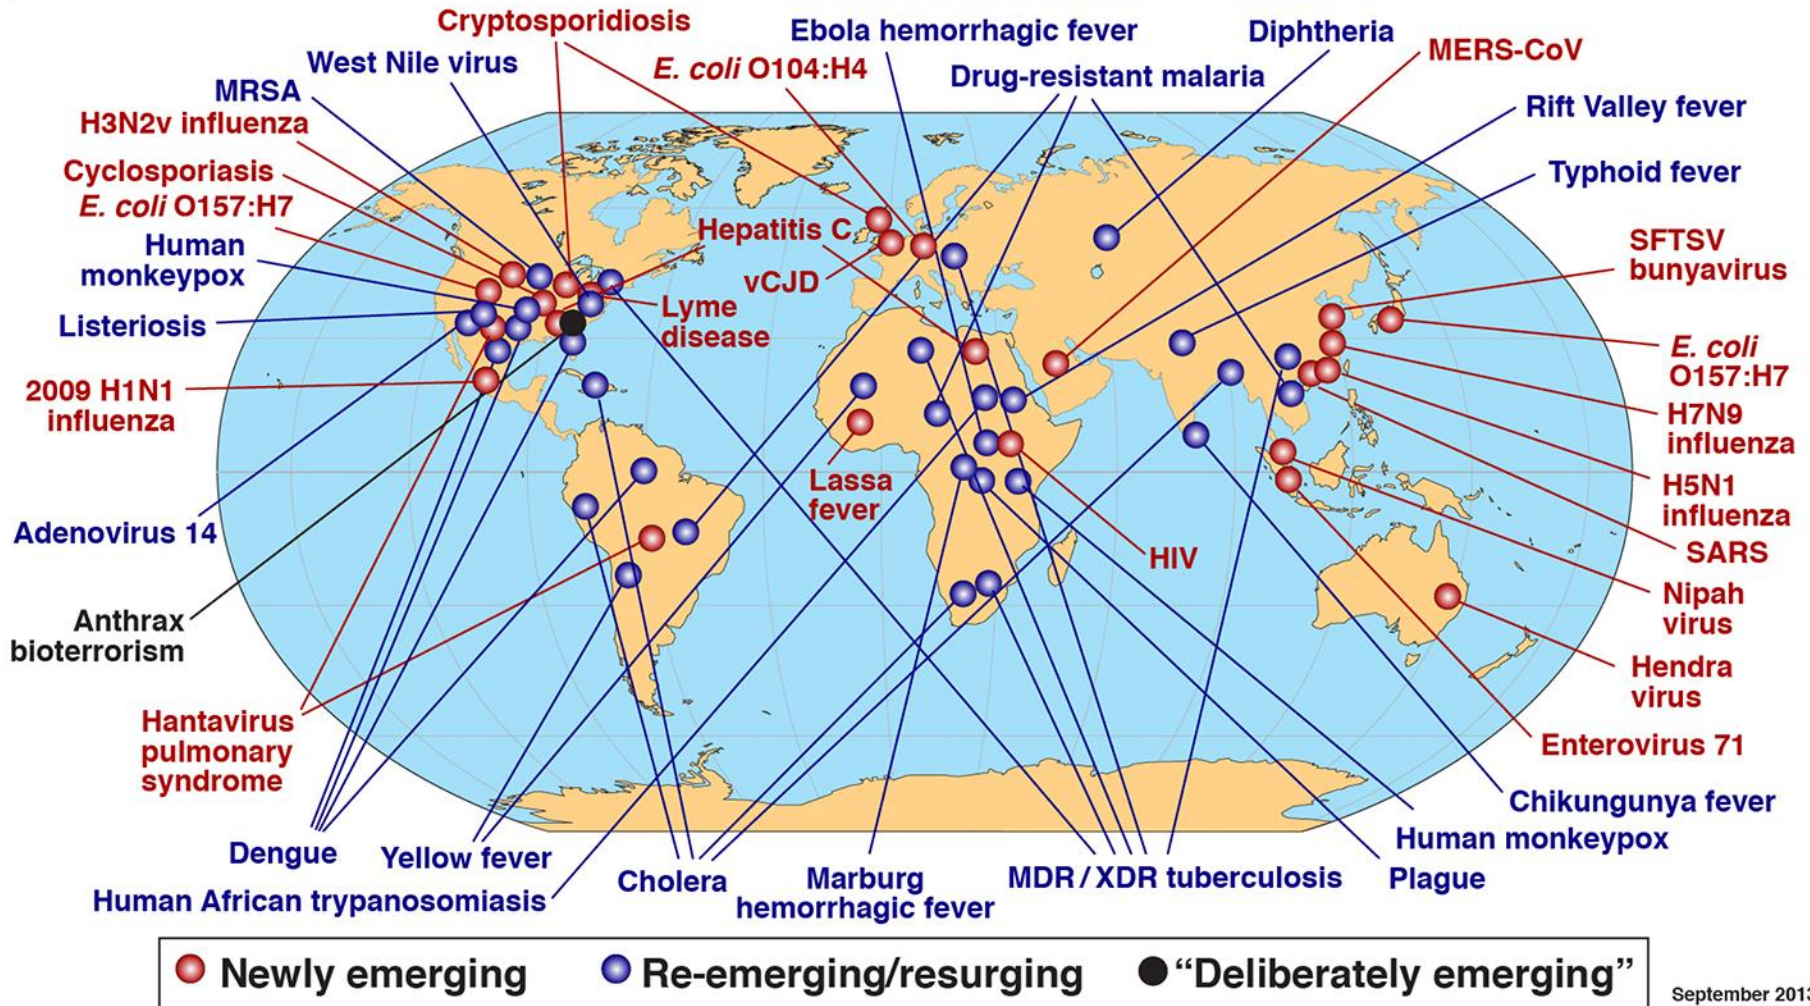 Cryptosporidiosis
Ebola hemorrhagic fever
Diphtheria
MERS-CoV
West Nile virus
E. coli O104:H4
Drug-resistant malaria
MRSA
Rift Valley fever
H3N2v influenza
Cyclosporiasis
Typhoid fever
E. coli O157:H7
Hepatitis C
Human
monkeypox
SFTSV
bunyavirus
vCJD
Listeriosis
Lyme
disease
E. coli
O157:H7
2009 H1N1
influenza
H7N9
influenza
Lassa
fever
H5N1
influenza
Adenovirus 14
HIV
SARS
Nipah
virus
Anthrax
bioterrorism
Hendra
virus
Hantavirus
pulmonary
syndrome
Enterovirus 71
Chikungunya fever
Human monkeypox
Dengue
Yellow fever
Cholera
Marburg
hemorrhagic fever
MDR/XDR tuberculosis
Plague
Human African trypanosomiasis
Newly emerging
Re-emerging/resurging
“Deliberately emerging”
September 2013